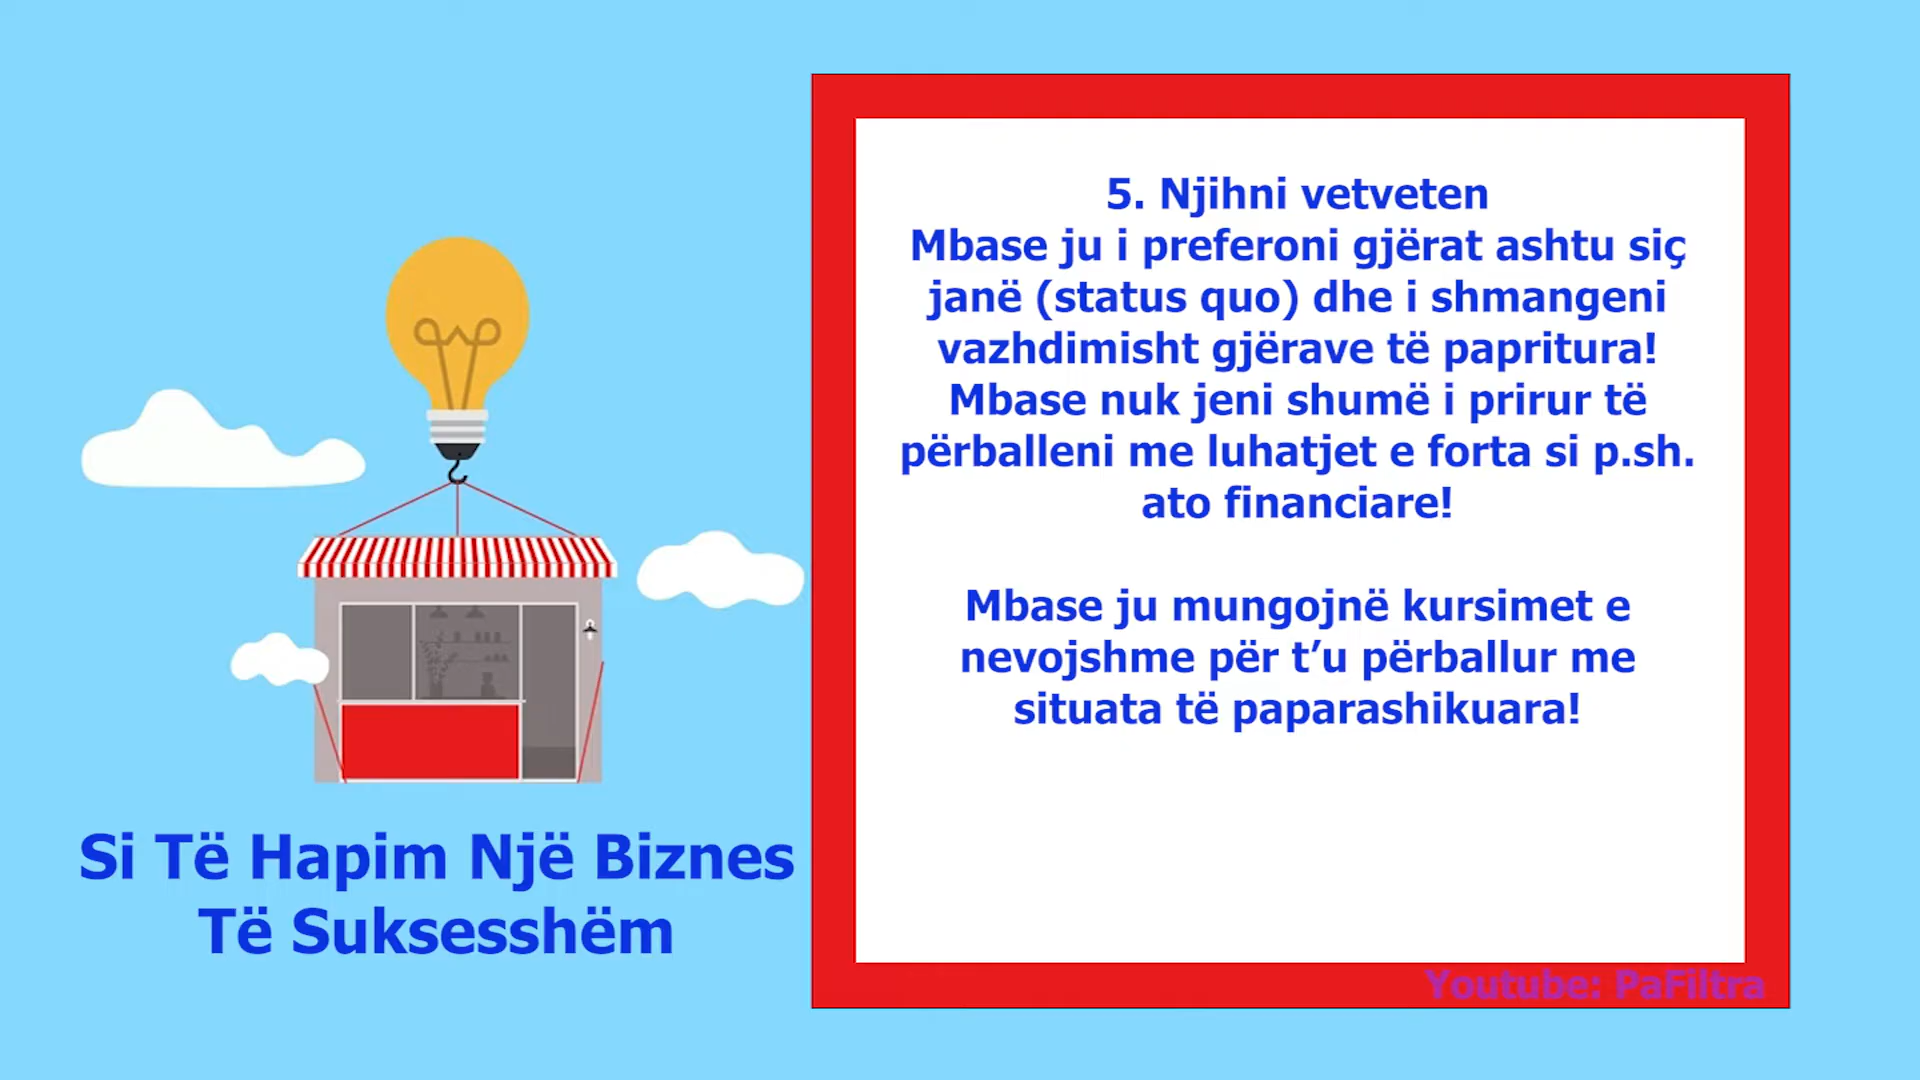 5. Njihni vetveten
Mbase ju i preferoni gjërat ashtu siç
janë (status quo) dhe i shmangeni
vazhdimisht gjërave të papritura!
Mbase nuk jeni shumë i prirur të
përballeni me luhatjet e forta si p.sh.
ato financiare!
Mbase ju mungojnë kursimet e
nevojshme për t’u përballur me
situata të paparashikuara!
Si Të Hapim Një Biznes
Të Suksesshëm
Youtube: PaFiltra